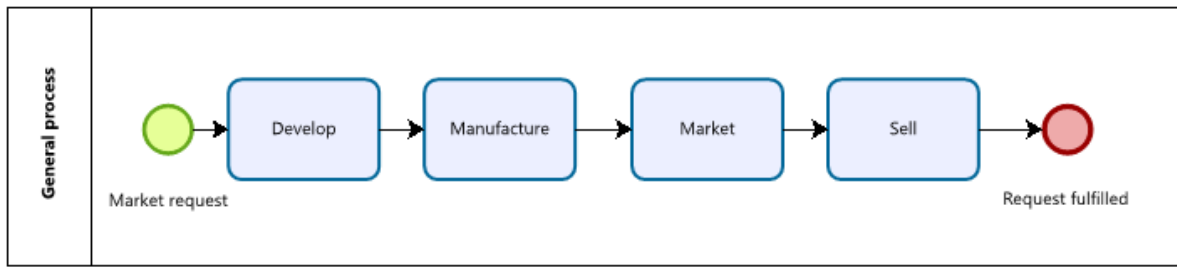 General process
Develop
Manufacture
Market
Sell
Market request
Request fulfilled